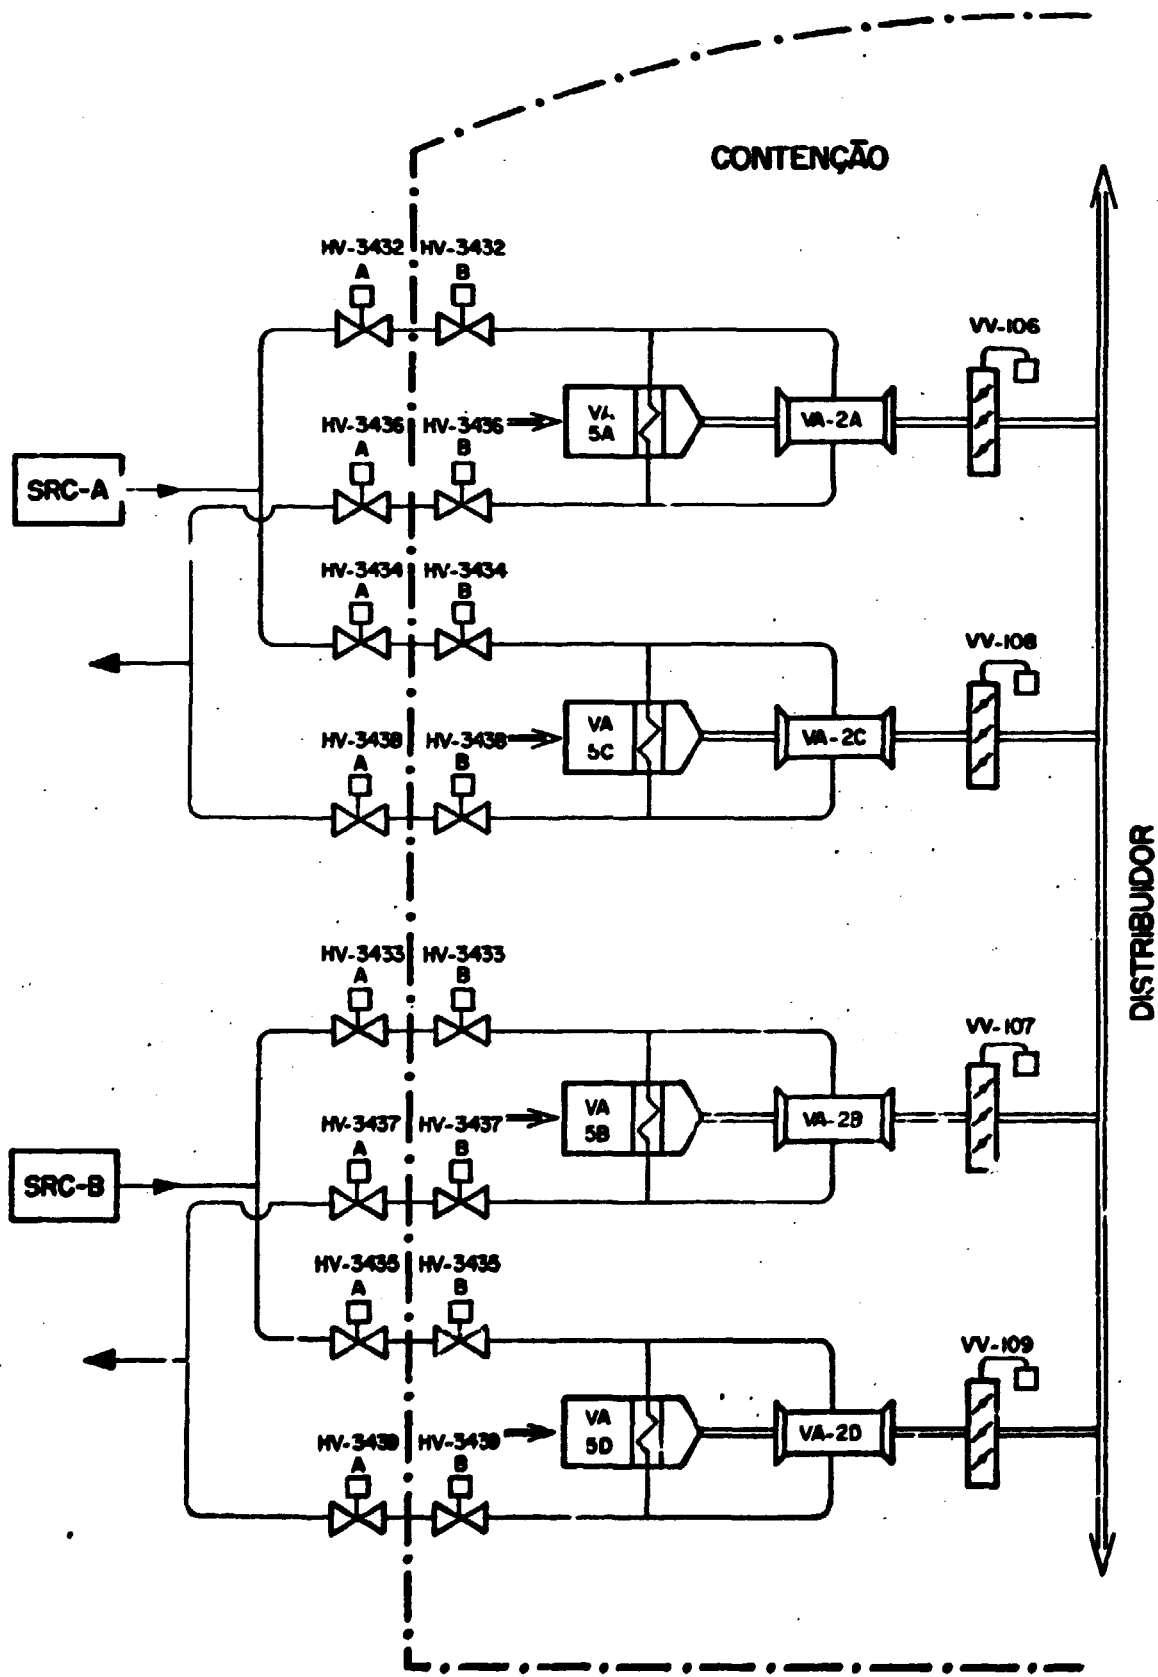 CONTENÇÃO
HV-3432 HV-3432
A B
VV-106
VA
5A
VA-2A
HV-3436 HV-3436
A B
SRC-A
HV-3434 HV-3434
A B
VV-108
VA
5C
VA-2C
HV-3438 HV-3438
A B
DISTRIBUIDOR
HV-3433 HV-3433
A B
VV-107
VA
5B
VA-2B
HV-3437 HV-3437
A B
SRC-B
HV-3435 HV-3435
A B
VV-109
VA
5D
VA-2D
HV-3439 HV-3439
A B